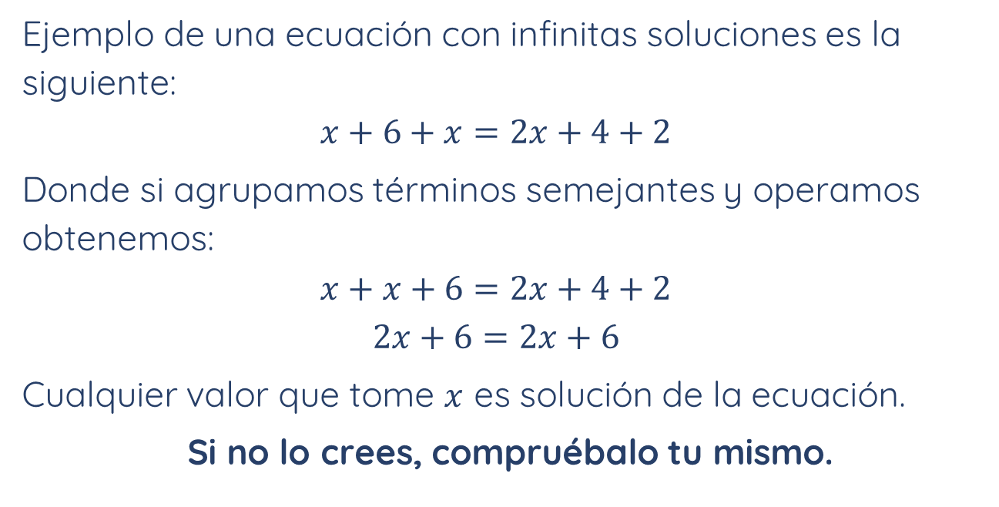 Ejemplo de una ecuación con infinitas soluciones es la
siguiente:
x + 6 + x = 2x + 4 + 2
Donde si agrupamos términos semejantes y operamos
obtenemos:
x + x + 6 = 2x + 4 + 2
2x + 6 = 2x + 6
Cualquier valor que tome x es solución de la ecuación.
Si no lo crees, compruébalo tu mismo.